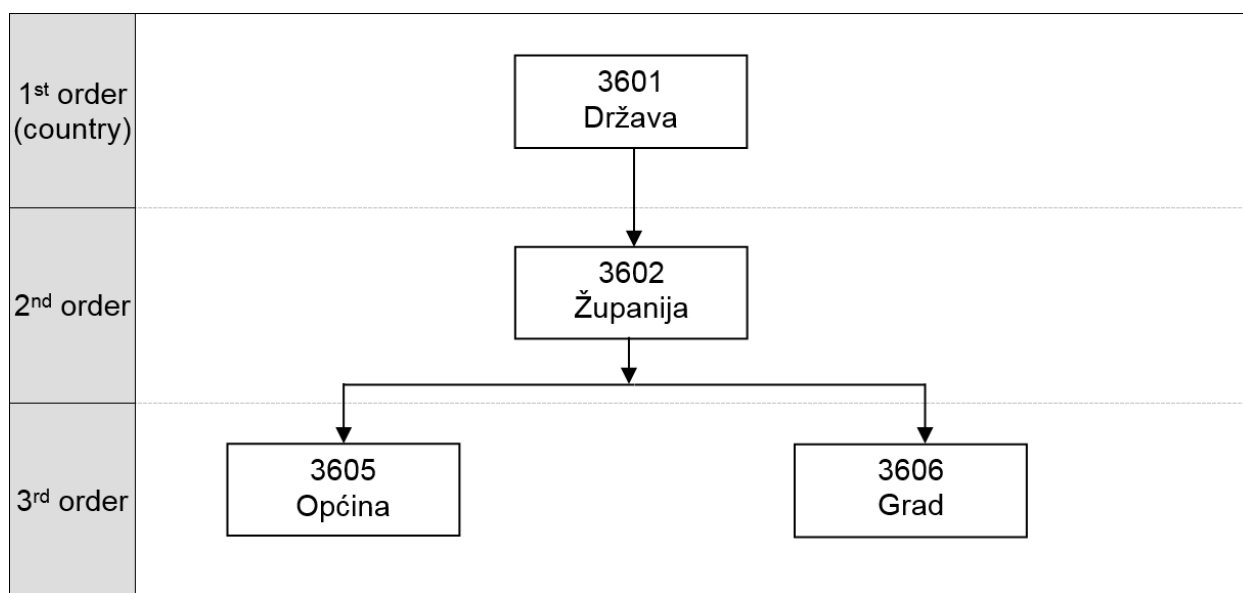 1st order
(country)
3601
Država
2nd order
3602
Županija
3rd order
3605
Općina
3606
Grad